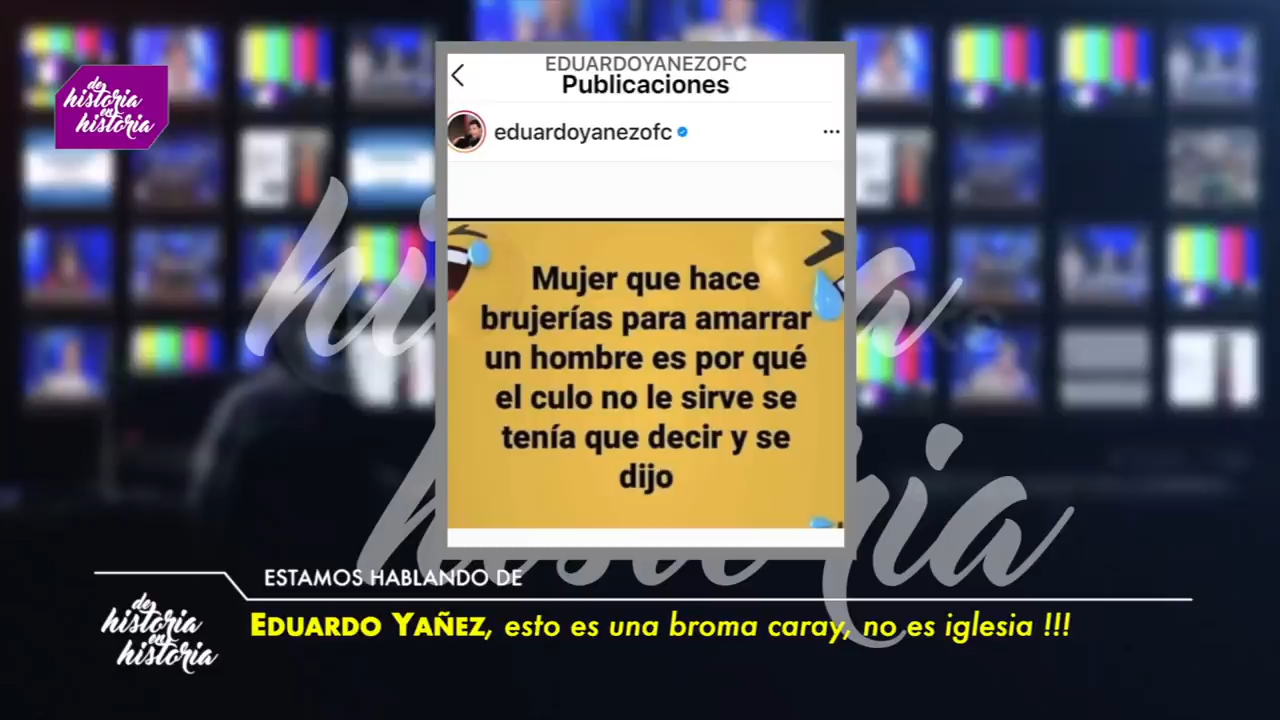 de
historia
en
historia
EDUARDOYANEZOFC
Publicaciones
eduardoyanezofc
Mujer que hace
brujerías para amarrar
un hombre es por qué
el culo no le sirve se
tenía que decir y se
dijo
ESTAMOS HABLANDO DE
EDUARDO YAÑEZ, esto es una broma caray, no es iglesia !!!
de
historia
en
historia